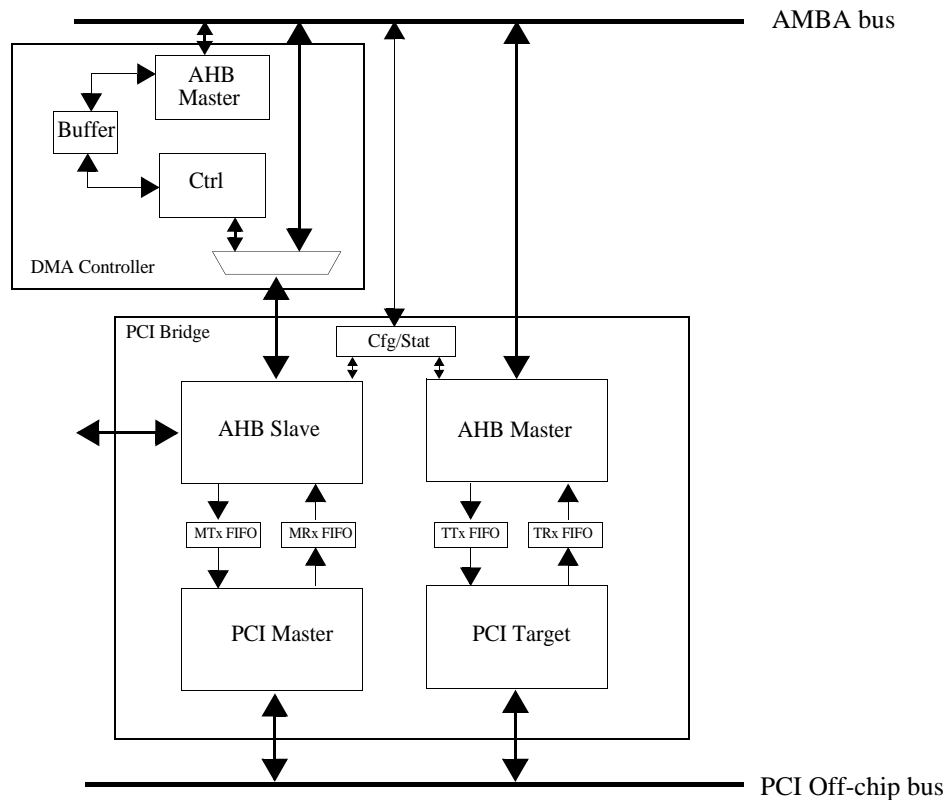 AMBA bus
AHB
Master
Buffer
Ctrl
DMA Controller
PCI Bridge
Cfg/Stat
AHB Slave
AHB Master
MTx FIFO
MRx FIFO
TTx FIFO
TRx FIFO
PCI Master
PCI Target
PCI Off-chip bus